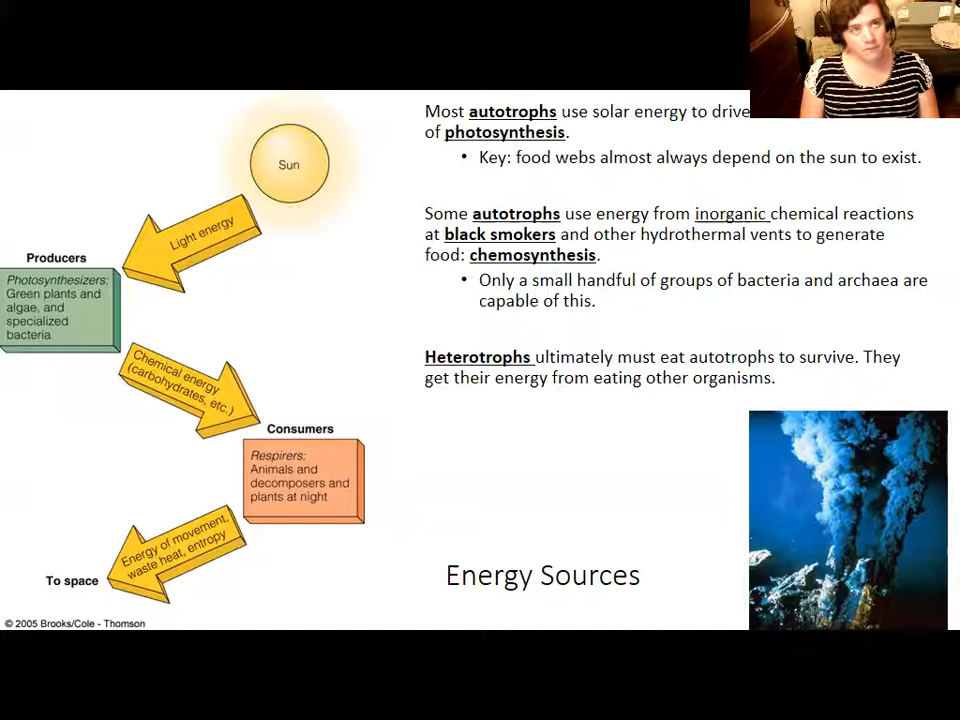 Most autotrophs use solar energy to drive
of photosynthesis.
• Key: food webs almost always depend on the sun to exist.
Some autotrophs use energy from inorganic chemical reactions
at black smokers and other hydrothermal vents to generate
food: chemosynthesis.
• Only a small handful of groups of bacteria and archaea are
capable of this.
Heterotrophs ultimately must eat autotrophs to survive. They
get their energy from eating other organisms.
Energy Sources
Sun
Light energy
Producers
Photosynthesizers:
Green plants and
algae, and
specialized
bacteria
Chemical energy
(carbohydrates, etc.)
Consumers
Respirers:
Animals and
decomposers and
plants at night
Energy of movement,
waste heat, entropy
To space
© 2005 Brooks/Cole - Thomson